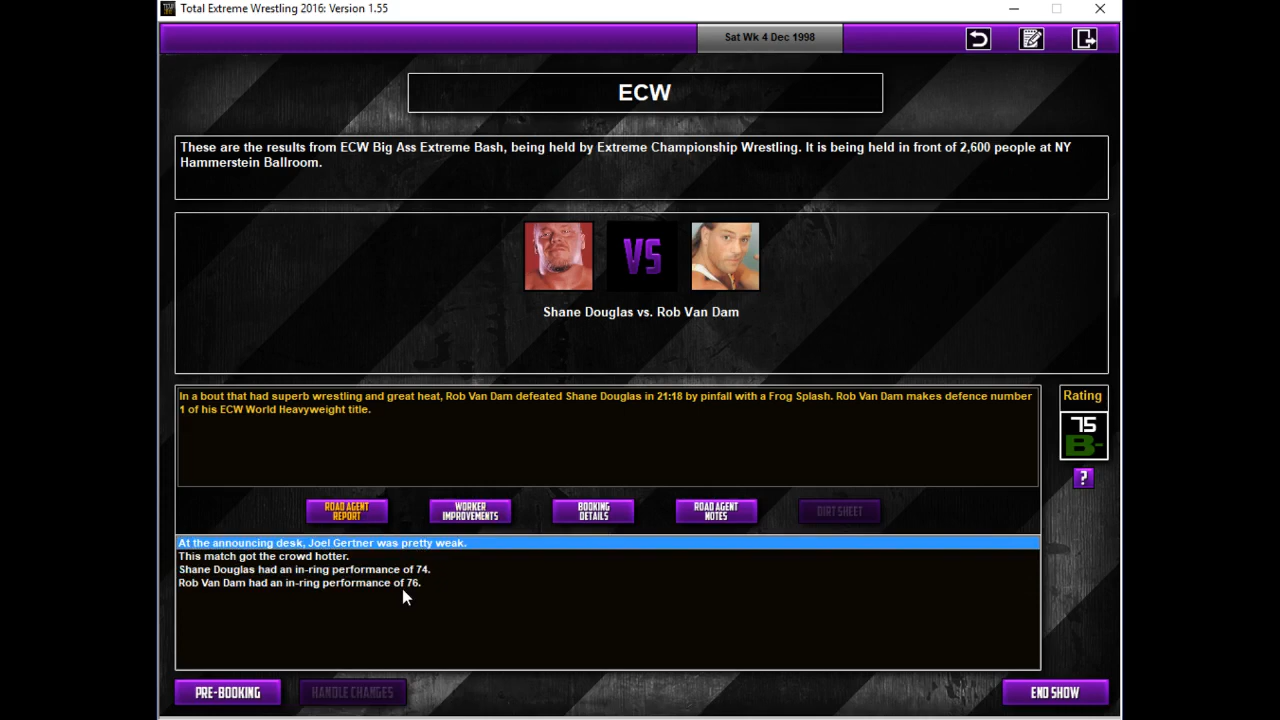 Total Extreme Wrestling 2016: Version 1.55
Sat Wk 4 Dec 1998
ECW
These are the results from ECW Big Ass Extreme Bash, being held by Extreme Championship Wrestling. It is being held in front of 2,600 people at NY
Hammerstein Ballroom.
VS
Shane Douglas vs. Rob Van Dam
In a bout that had superb wrestling and great heat, Rob Van Dam defeated Shane Douglas in 21:18 by pinfall with a Frog Splash. Rob Van Dam makes defence number
1 of his ECW World Heavyweight title.
Rating
75
B-
?
ROAD AGENT
REPORT
WORKER
IMPROVEMENTS
BOOKING
DETAILS
ROAD AGENT
NOTES
DIRT SHEET
At the announcing desk, Joel Gertner was pretty weak.
This match got the crowd hotter.
Shane Douglas had an in-ring performance of 74.
Rob Van Dam had an in-ring performance of 76.
PRE-BOOKING
HANDLE CHANGES
END SHOW